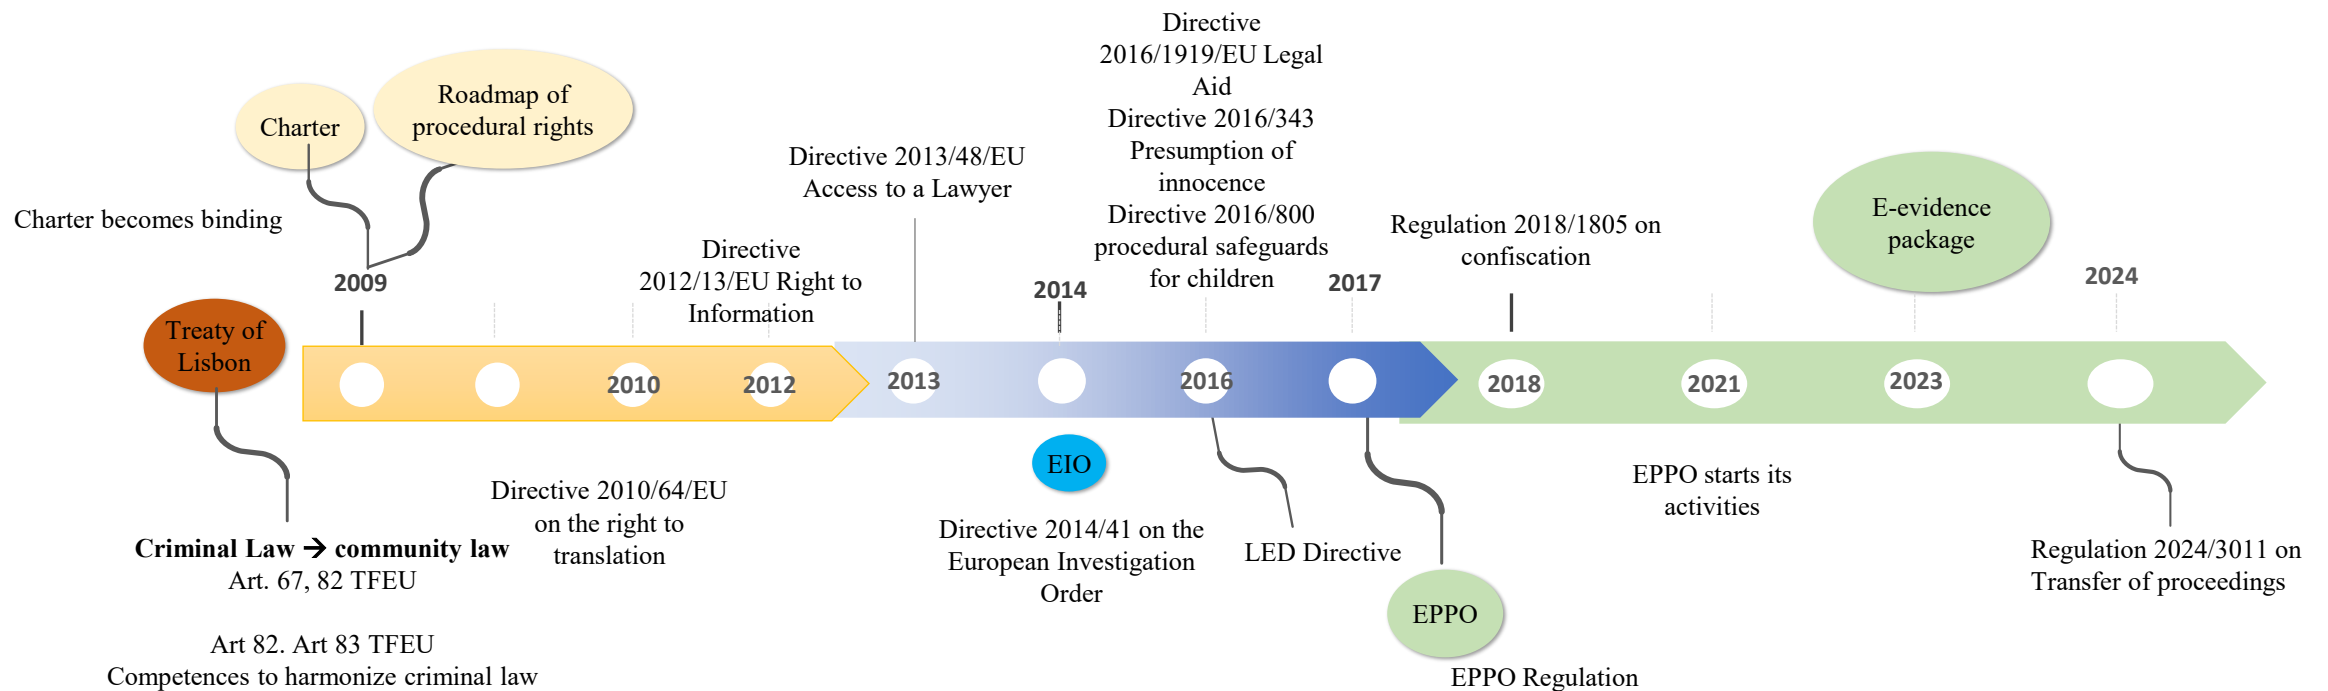 Charter
Roadmap of
procedural rights
Charter becomes binding
2009
Treaty of
Lisbon
Criminal Law → community law
Art. 67, 82 TFEU
Art 82. Art 83 TFEU
Competences to harmonize criminal law
Directive 2010/64/EU
on the right to
translation
2010
Directive
2012/13/EU Right to
Information
2012
Directive 2013/48/EU
Access to a Lawyer
2013
2014
EIO
Directive 2014/41 on the
European Investigation
Order
Directive
2016/1919/EU Legal
Aid
Directive 2016/343
Presumption of
innocence
Directive 2016/800
procedural safeguards
for children
2016
LED Directive
2017
EPPO
EPPO Regulation
Regulation 2018/1805 on
confiscation
2018
2021
EPPO starts its
activities
E-evidence
package
2023
2024
Regulation 2024/3011 on
Transfer of proceedings